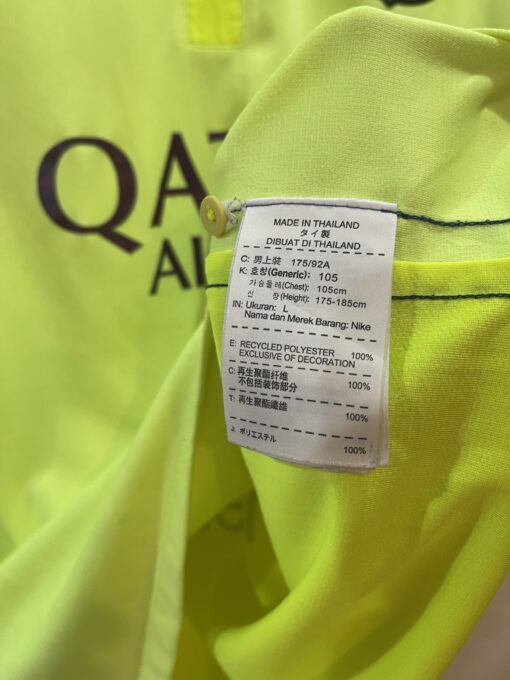 QA
AI
MADE IN THAILAND
タイ製
DIBUAT DI THAILAND
C: 男上装 175/92A
K: 호칭(Generic): 105
가슴둘레(Chest): 105cm
신 장(Height): 175-185cm
IN: Ukuran: L
Nama dan Merek Barang: Nike
E: RECYCLED POLYESTER 100%
EXCLUSIVE OF DECORATION
C: 再生聚酯纤维 100%
不包括装饰部分
T: 再生聚酯纖維 100%
J: ポリエステル 100%